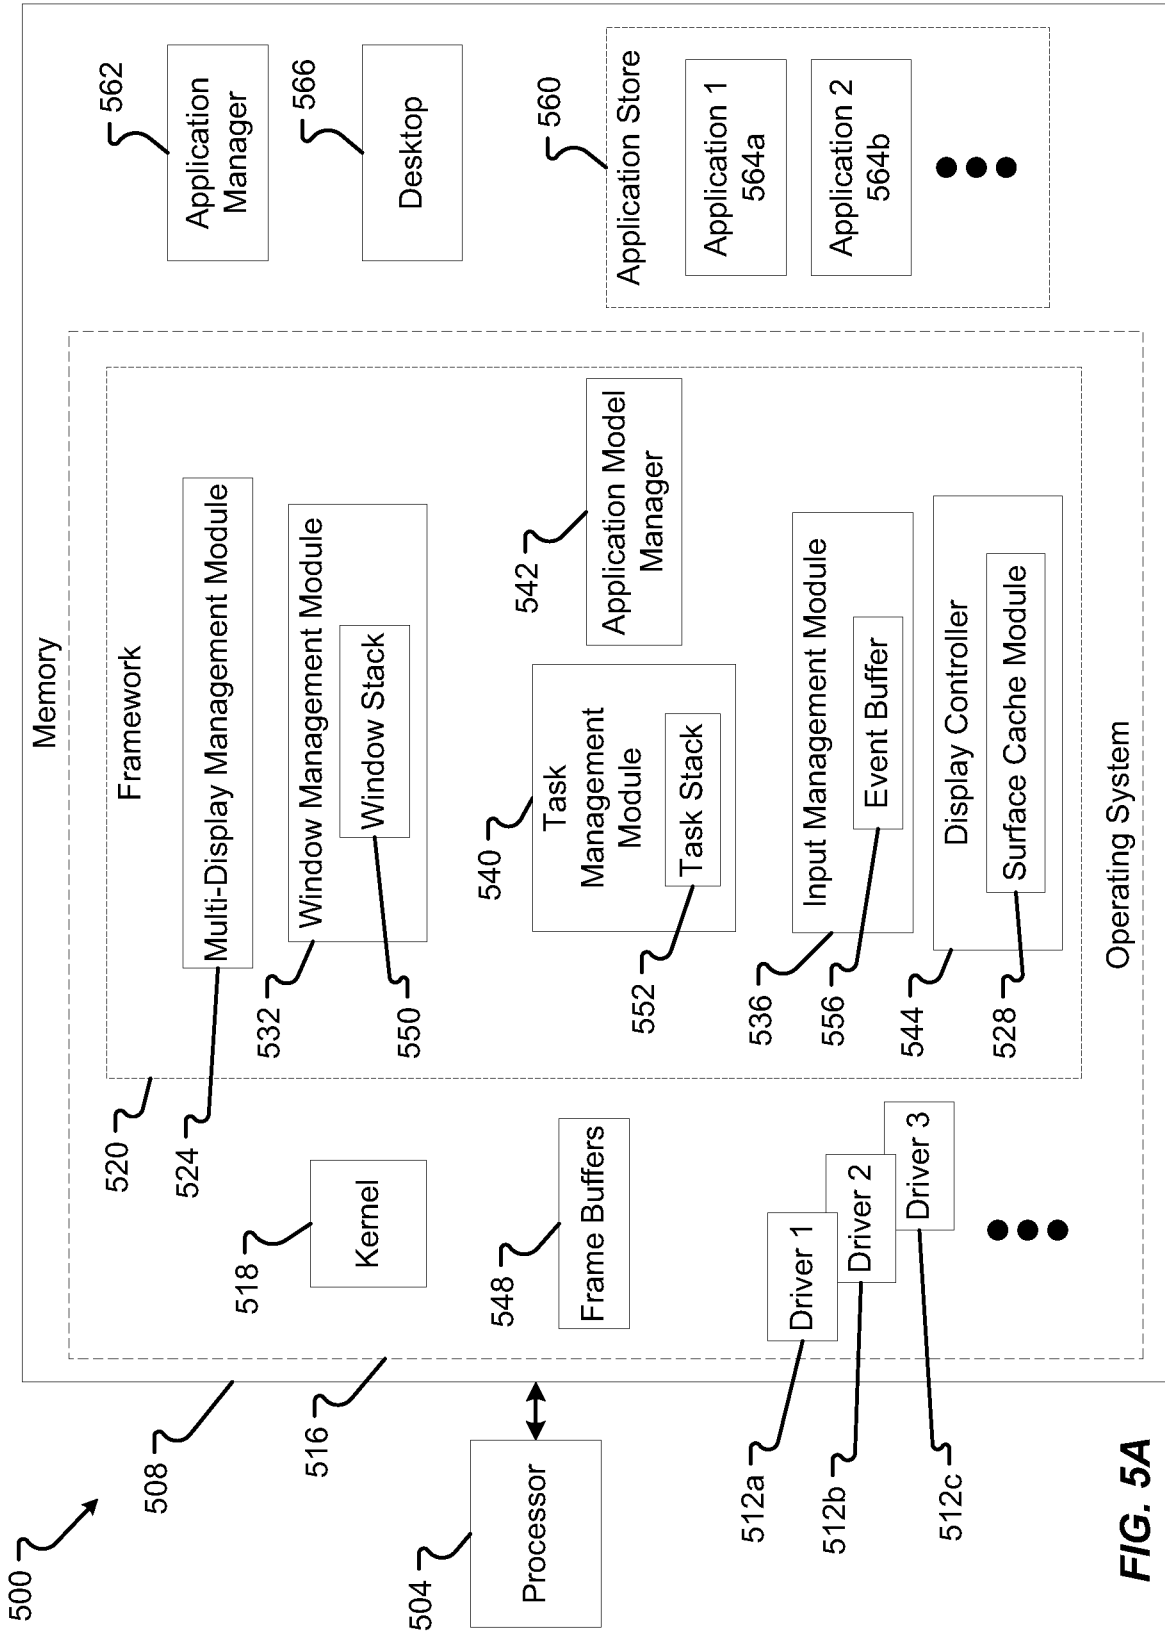 500
508
Memory
516
Operating System
504
Processor
518
Kernel
548
Frame Buffers
Driver 1
Driver 2
Driver 3
512a
512b
512c
520
Framework
524
Multi-Display Management Module
532
Window Management Module
Window Stack
550
540
Task
Management
Module
Task Stack
552
542
Application Model
Manager
536
Input Management Module
Event Buffer
556
544
Display Controller
Surface Cache Module
528
562
Application
Manager
566
Desktop
560
Application Store
Application 1
564a
Application 2
564b
FIG. 5A